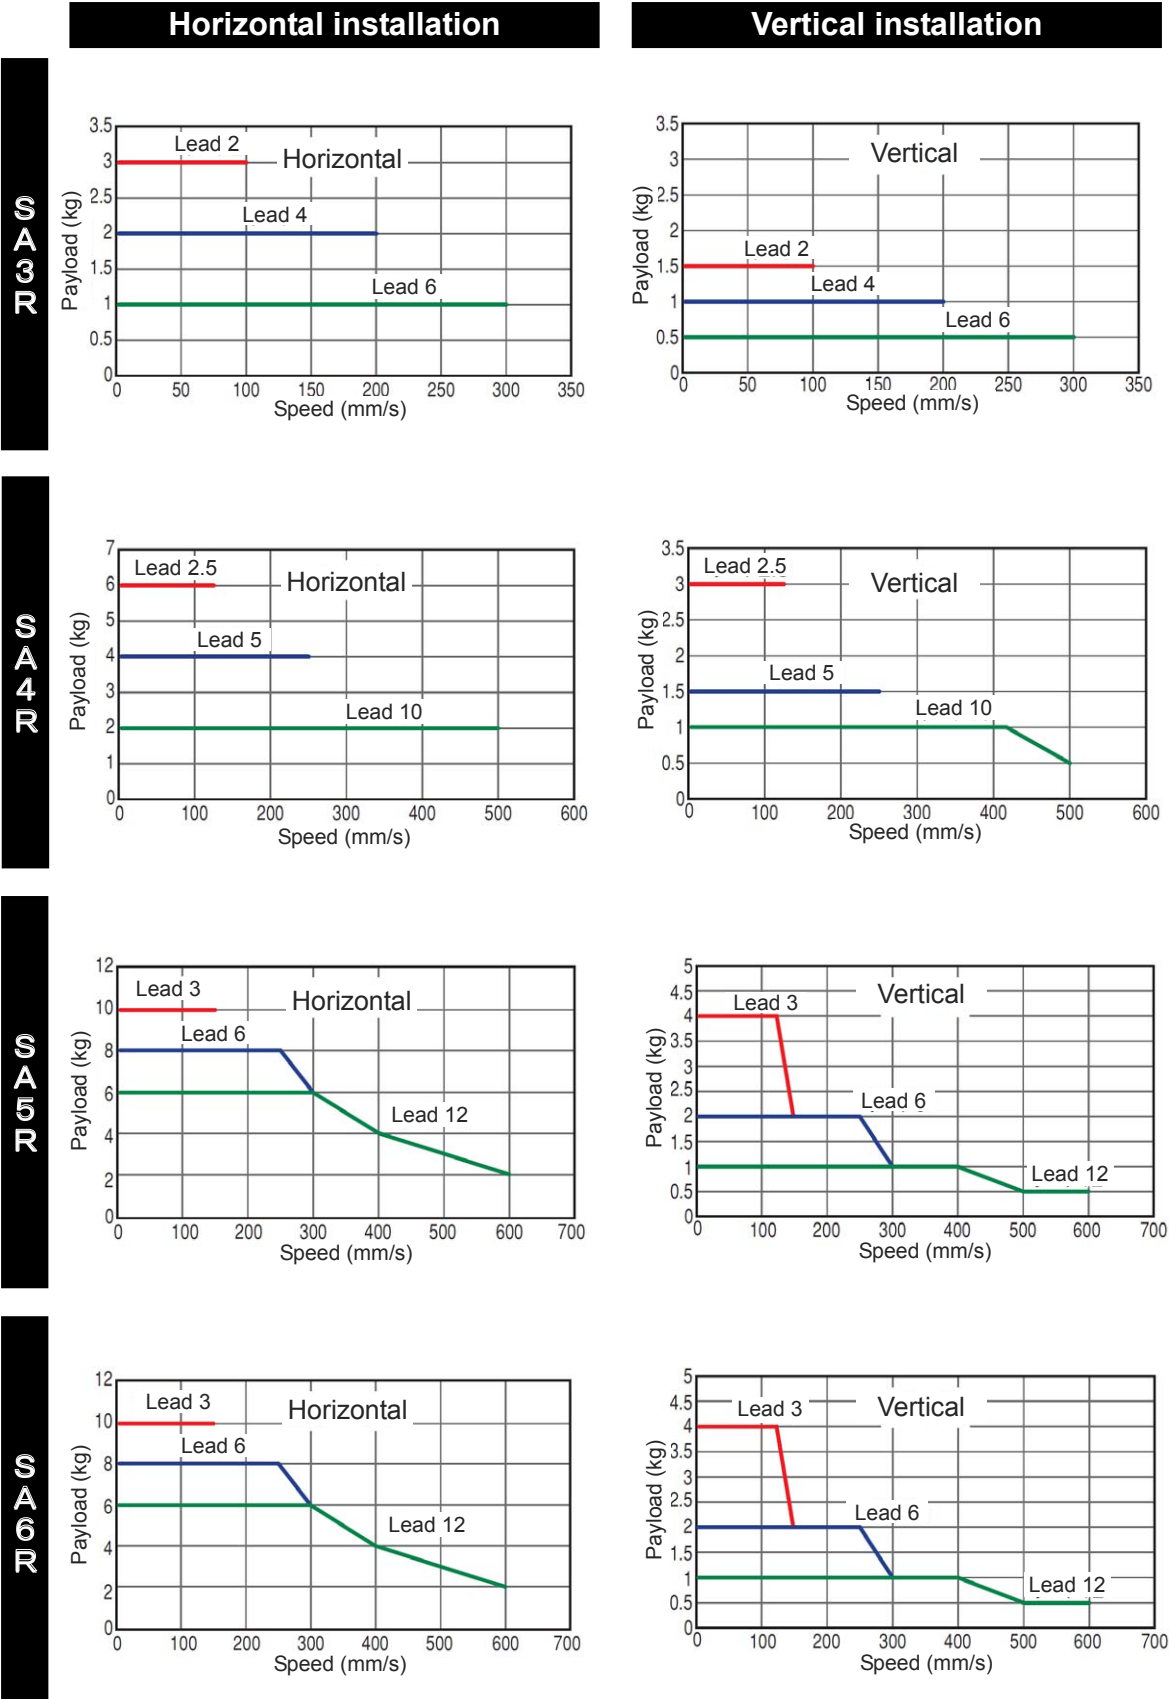 Horizontal installation
Vertical installation
SA3R
3.5
3
2.5
2
1.5
1
0.5
0
Payload (kg)
Lead 2
Horizontal
Lead 4
Lead 6
0 50 100 150 200 250 300 350
Speed (mm/s)
3.5
3
2.5
2
1.5
1
0.5
0
Payload (kg)
Vertical
Lead 2
Lead 4
Lead 6
0 50 100 150 200 250 300 350
Speed (mm/s)
SA4R
7
6
5
4
3
2
1
0
Payload (kg)
Lead 2.5
Horizontal
Lead 5
Lead 10
0 100 200 300 400 500 600
Speed (mm/s)
3.5
3
2.5
2
1.5
1
0.5
0
Payload (kg)
Lead 2.5
Vertical
Lead 5
Lead 10
0 100 200 300 400 500 600
Speed (mm/s)
SA5R
12
10
8
6
4
2
0
Payload (kg)
Lead 3
Horizontal
Lead 6
Lead 12
0 100 200 300 400 500 600 700
Speed (mm/s)
5
4.5
4
3.5
3
2.5
2
1.5
1
0.5
0
Payload (kg)
Lead 3
Vertical
Lead 6
Lead 12
0 100 200 300 400 500 600 700
Speed (mm/s)
SA6R
12
10
8
6
4
2
0
Payload (kg)
Lead 3
Horizontal
Lead 6
Lead 12
0 100 200 300 400 500 600 700
Speed (mm/s)
5
4.5
4
3.5
3
2.5
2
1.5
1
0.5
0
Payload (kg)
Lead 3
Vertical
Lead 6
Lead 12
0 100 200 300 400 500 600 700
Speed (mm/s)